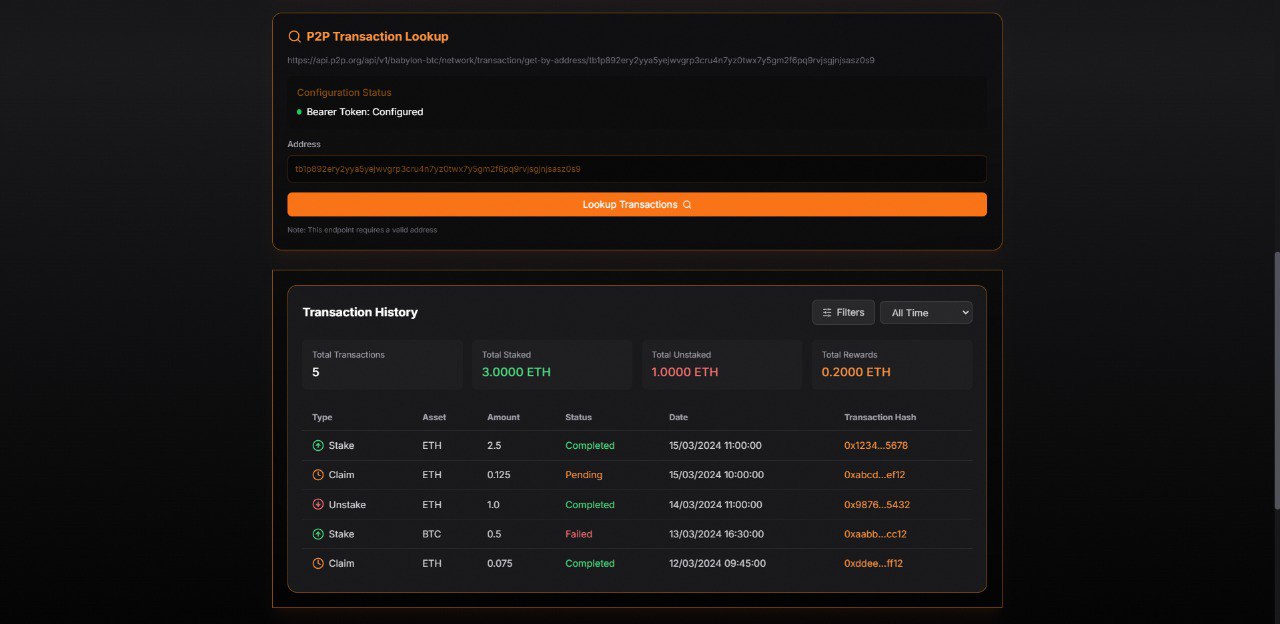 P2P Transaction Lookup
https://api.p2p.org/api/v1/babylon-btc/network/transaction/get-by-address/tb1p892ery2yya5yejwvgrp3cru4n7yz0twx7y5gm2f6pq9rvjsgjnjsasz0s9
Configuration Status
Bearer Token: Configured
Address
tb1p892ery2yya5yejwvgrp3cru4n7yz0twx7y5gm2f6pq9rvjsgjnjsasz0s9
Lookup Transactions
Note: This endpoint requires a valid address
Transaction History Filters All Time
Total Transactions Total Staked Total Unstaked Total Rewards
5 3.0000 ETH 1.0000 ETH 0.2000 ETH
Type Asset Amount Status Date Transaction Hash
Stake ETH 2.5 Completed 15/03/2024 11:00:00 0x1234...5678
Claim ETH 0.125 Pending 15/03/2024 10:00:00 0xabcd...ef12
Unstake ETH 1.0 Completed 14/03/2024 11:00:00 0x9876...5432
Stake BTC 0.5 Failed 13/03/2024 16:30:00 0xaabb...cc12
Claim ETH 0.075 Completed 12/03/2024 09:45:00 0xddee...ff12